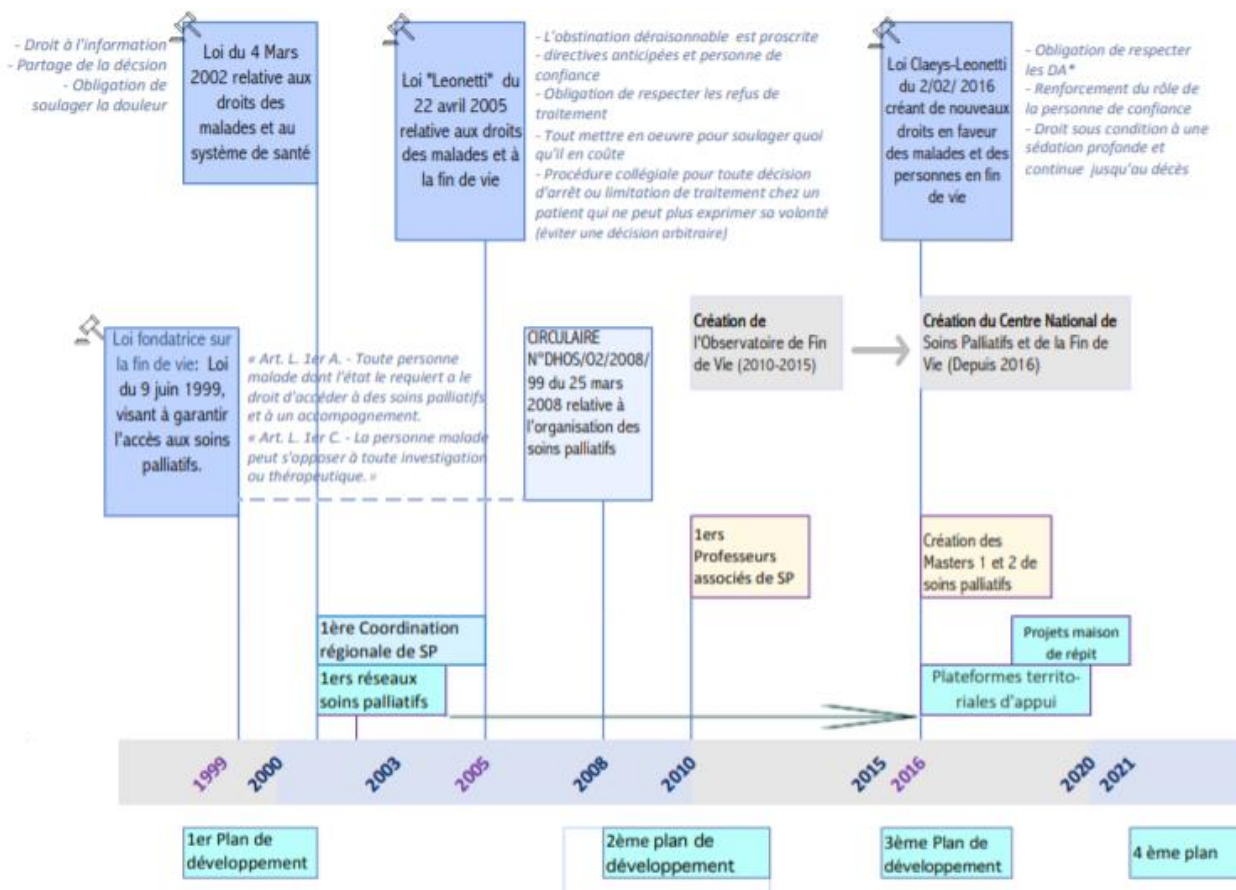 - Droit à l'information
- Partage de la décsion
- Obligation de
soulager la douleur
Loi du 4 Mars
2002 relative aux
droits des
malades et au
système de santé
Loi "Leonetti" du
22 avril 2005
relative aux droits
des malades et à
la fin de vie
- L'obstination déraisonnable est proscrite
- directives anticipées et personne de
confiance
- Obligation de respecter les refus de
traitement
- Tout mettre en oeuvre pour soulager quoi
qu'il en coûte
- Procédure collégiale pour toute décision
d'arrêt ou limitation de traitement chez un
patient qui ne peut plus exprimer sa volonté
(éviter une décision arbitraire)
Loi Claeys-Leonetti
du 2/02/ 2016
créant de nouveaux
droits en faveur
des malades et des
personnes en fin
de vie
- Obligation de respecter
les DA*
- Renforcement du rôle de
la personne de confiance
- Droit sous condition à une
sédation profonde et
continue jusqu'au décès
Loi fondatrice sur
la fin de vie: Loi
du 9 juin 1999,
visant à garantir
l'accès aux soins
palliatifs.
« Art. L. 1er A. - Toute personne
malade dont l'état le requiert a le
droit d'accéder à des soins palliatifs
et à un accompagnement.
« Art. L. 1er C. - La personne malade
peut s'opposer à toute investigation
ou thérapeutique. »
CIRCULAIRE
N°DHOS/O2/2008/
99 du 25 mars
2008 relative à
l'organisation des
soins palliatifs
Création de
l'Observatoire de Fin
de Vie (2010-2015)
Création du Centre National de
Soins Palliatifs et de la Fin de
Vie (Depuis 2016)
1ers
Professeurs
associés de SP
Création des
Masters 1 et 2 de
soins palliatifs
1ère Coordination
régionale de SP
1ers réseaux
soins palliatifs
Projets maison
de répit
Plateformes territo-
riales d'appui
1999
2000
2003
2005
2008
2010
2015
2016
2020
2021
1er Plan de
développement
2ème plan de
développement
3ème Plan de
développement
4 ème plan